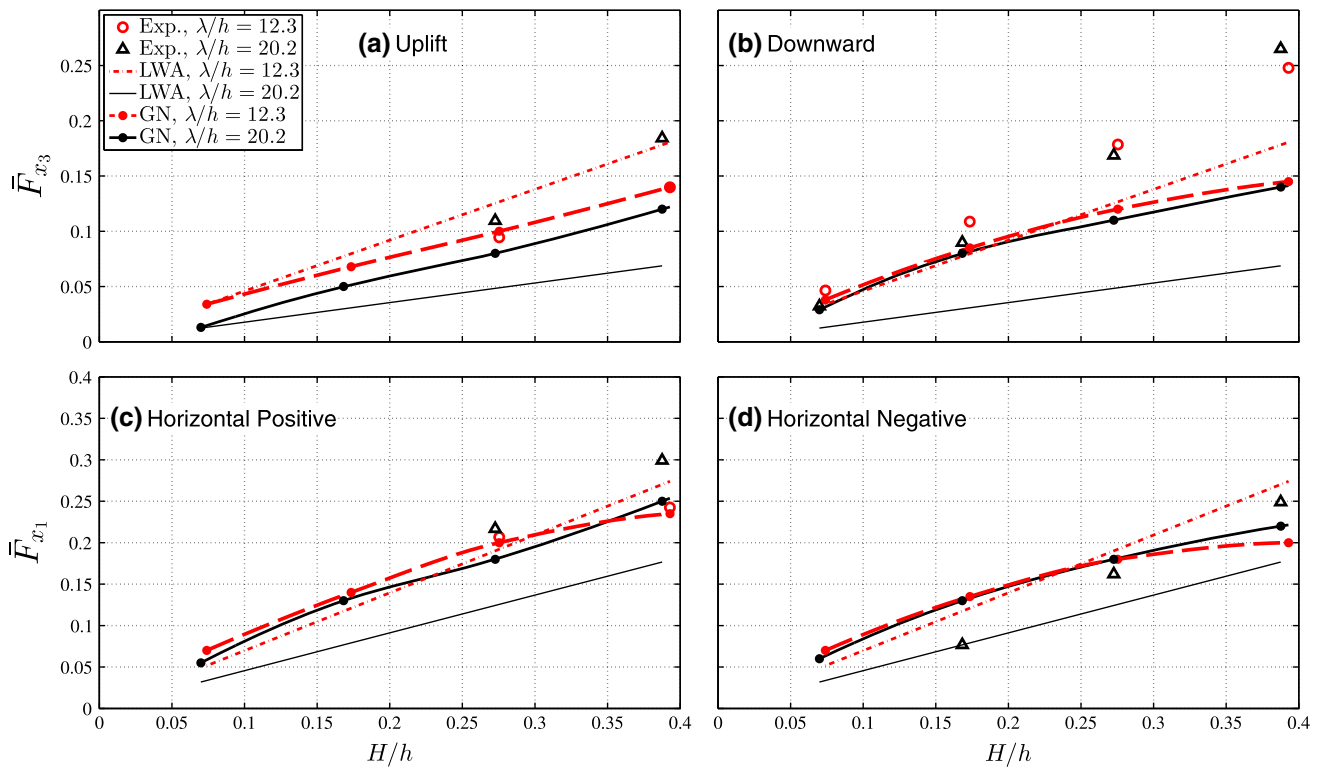 Exp., λ/h = 12.3
Exp., λ/h = 20.2
LWA, λ/h = 12.3
LWA, λ/h = 20.2
GN, λ/h = 12.3
GN, λ/h = 20.2
(a) Uplift
(b) Downward
0.25
0.2
0.15
0.1
0.05
0
F̿x₃
(c) Horizontal Positive
(d) Horizontal Negative
0.4
0.4
0.35
0.3
0.25
0.2
0.15
0.1
0.05
0
F̿x₁
0 0.05 0.1 0.15 0.2 0.25 0.3 0.35 0.4
0 0.05 0.1 0.15 0.2 0.25 0.3 0.35 0.4
H/h
H/h